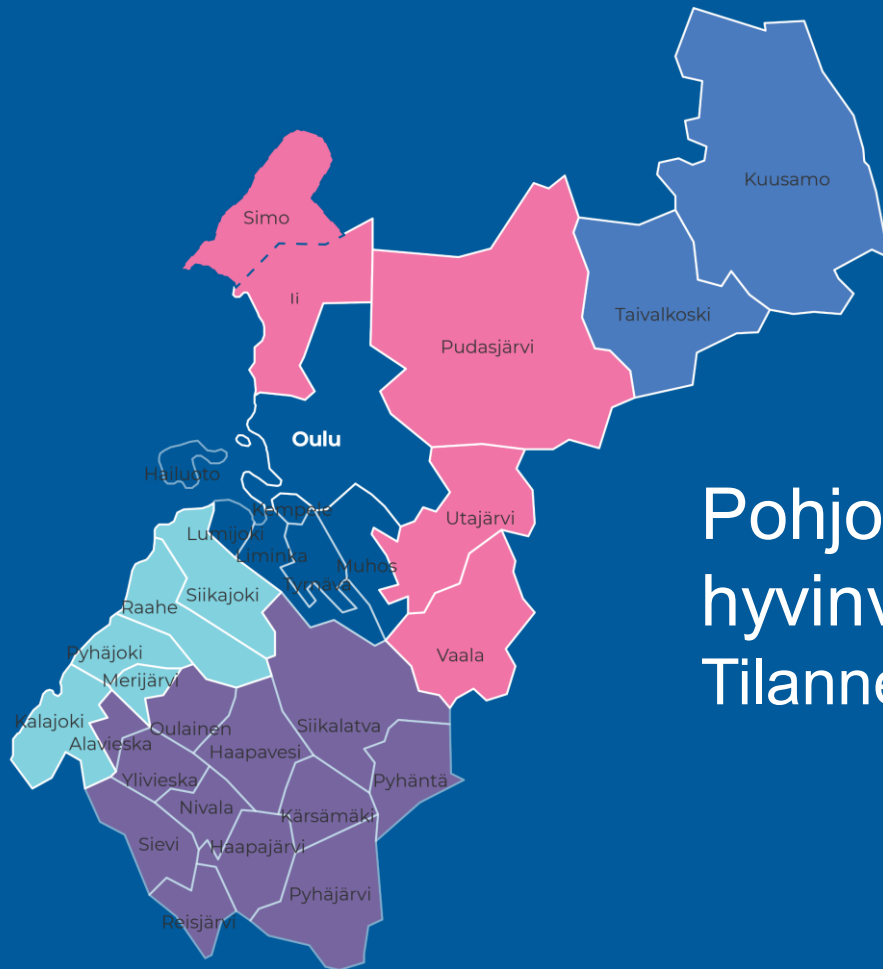 Kuusamo
Simo
Ii
Taivalkoski
Pudasjärvi
Oulu
Hailuoto
Kempele
Utajärvi
Lumijoki
Liminka
Muhos
Tyrnävä
Siikajoki
Raahe
Pyhäjoki
Vaala
Merijärvi
Kalajoki
Alavieska
Oulainen
Siikalatva
Haapavesi
Ylivieska
Pyhäntä
Nivala
Kärsämäki
Sievi
Haapajärvi
Pyhäjärvi
Reisjärvi
Pohjo
hyvinv
Tilanne